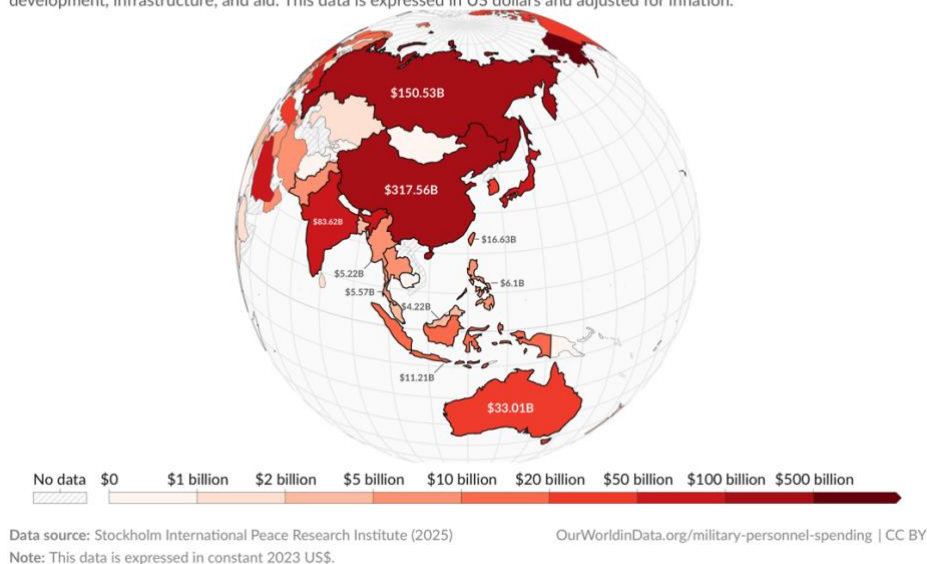 development, infrastructure, and aid. This data is expressed in US dollars and adjusted for inflation.
$150.53B
$317.56B
$83.62B
$16.63B
$5.22B
$6.1B
$5.57B
$4.22B
$11.21B
$33.01B
No data $0 $1 billion $2 billion $5 billion $10 billion $20 billion $50 billion $100 billion $500 billion
Data source: Stockholm International Peace Research Institute (2025) OurWorldinData.org/military-personnel-spending | CC BY
Note: This data is expressed in constant 2023 US$.